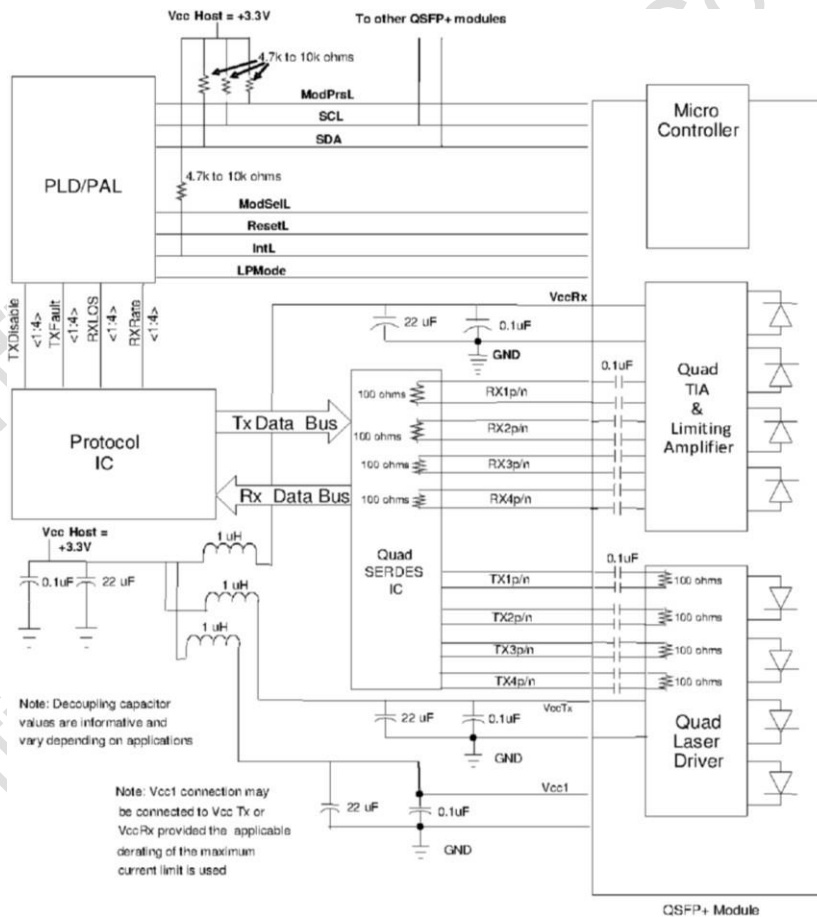 Vcc Host = +3.3V
To other QSFP+ modules
4.7k to 10k ohms
ModPrsL
SCL
SDA
Micro
Controller
PLD/PAL
4.7k to 10k ohms
ModSelL
ResetL
IntL
LPMode
TXDisable
<1:4>
TXFault
<1:4>
RXLOS
<1:4>
RXRate
<1:4>
VccRx
22 uF
0.1uF
GND
0.1uF
Quad
TIA
&
Limiting
Amplifier
100 ohms
RX1p/n
100 ohms
RX2p/n
100 ohms
RX3p/n
100 ohms
RX4p/n
Tx Data Bus
Protocol
IC
Rx Data Bus
Vcc Host =
+3.3V
0.1uF
22 uF
1 uH
1 uH
1 uH
Quad
SERDES
IC
0.1uF
TX1p/n
100 ohms
TX2p/n
100 ohms
TX3p/n
100 ohms
TX4p/n
100 ohms
Note: Decoupling capacitor
values are informative and
vary depending on applications
VccTx
22 uF
0.1uF
GND
Quad
Laser
Driver
Note: Vcc1 connection may
be connected to Vcc Tx or
VccRx provided the applicable
derating of the maximum
current limit is used
Vcc1
22 uF
0.1uF
GND
QSFP+ Module